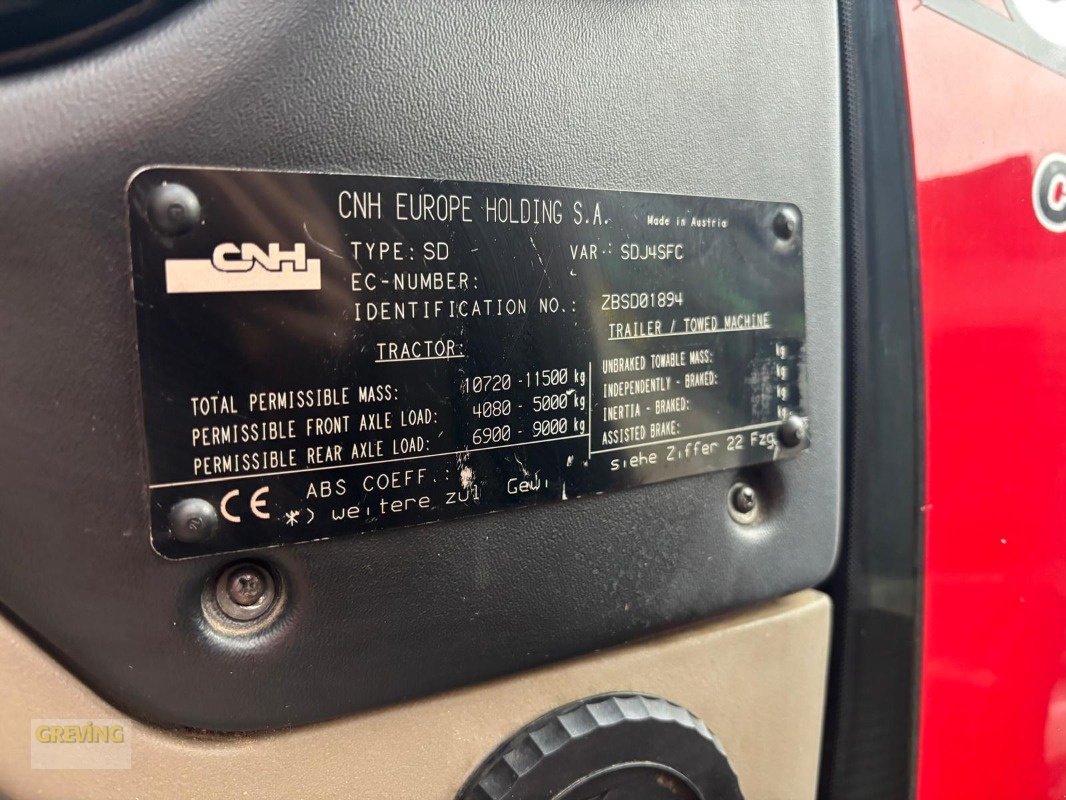 CNH EUROPE HOLDING S.A. Made in Austria
CNH
TYPE: SD VAR.: SDJ4SFC
EC-NUMBER:
IDENTIFICATION NO.: ZBSD01894
TRACTOR: TRAILER / TOWED MACHINE
TOTAL PERMISSIBLE MASS: 10720 - 11500 kg
PERMISSIBLE FRONT AXLE LOAD: 4080 - 5000 kg
PERMISSIBLE REAR AXLE LOAD: 6900 - 9000 kg
UNBRAKED TOWABLE MASS: kg
INDEPENDENTLY - BRAKED: kg
INERTIA - BRAKED: kg
ASSISTED BRAKE: kg
CE ABS COEFF.:
*) weitere zul Gewi siehe Ziffer 22 Fzg
C
GREVING